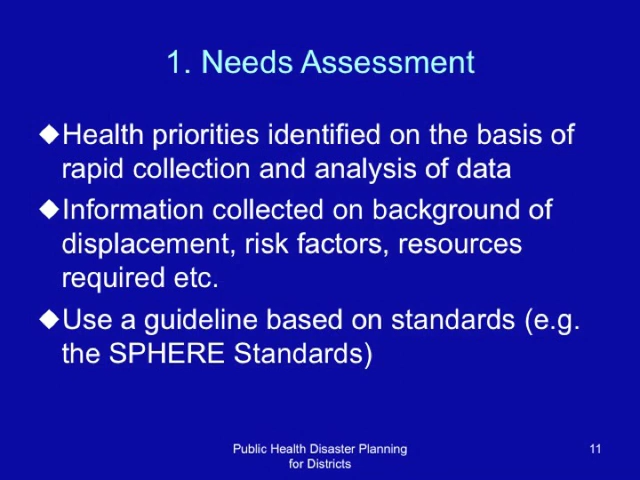 1. Needs Assessment
◆Health priorities identified on the basis of
rapid collection and analysis of data
◆Information collected on background of
displacement, risk factors, resources
required etc.
◆Use a guideline based on standards (e.g.
the SPHERE Standards)
Public Health Disaster Planning
for Districts
11